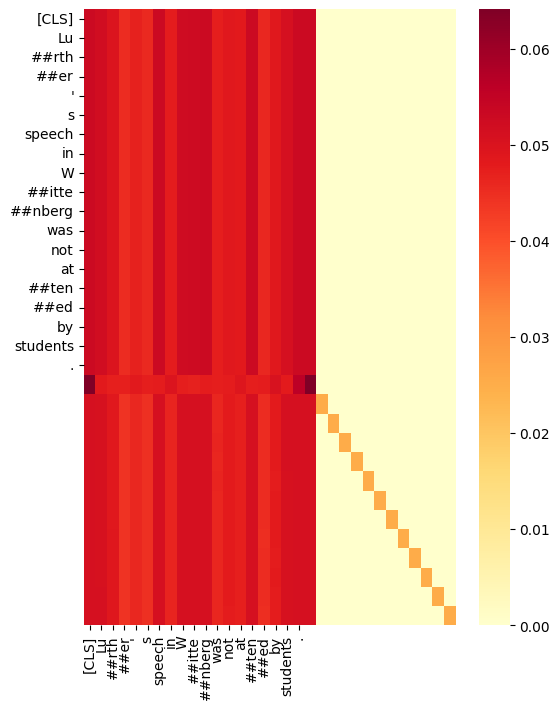 [CLS]
Lu
##rth
##er
'
s
speech
in
W
##itte
##nberg
was
not
at
##ten
##ed
by
students
.
0.06
0.05
0.04
0.03
0.02
0.01
0.00
[CLS]
Lu
##rth
##er
'
s
speech
in
W
##itte
##nberg
was
not
at
##ten
##ed
by
students
.